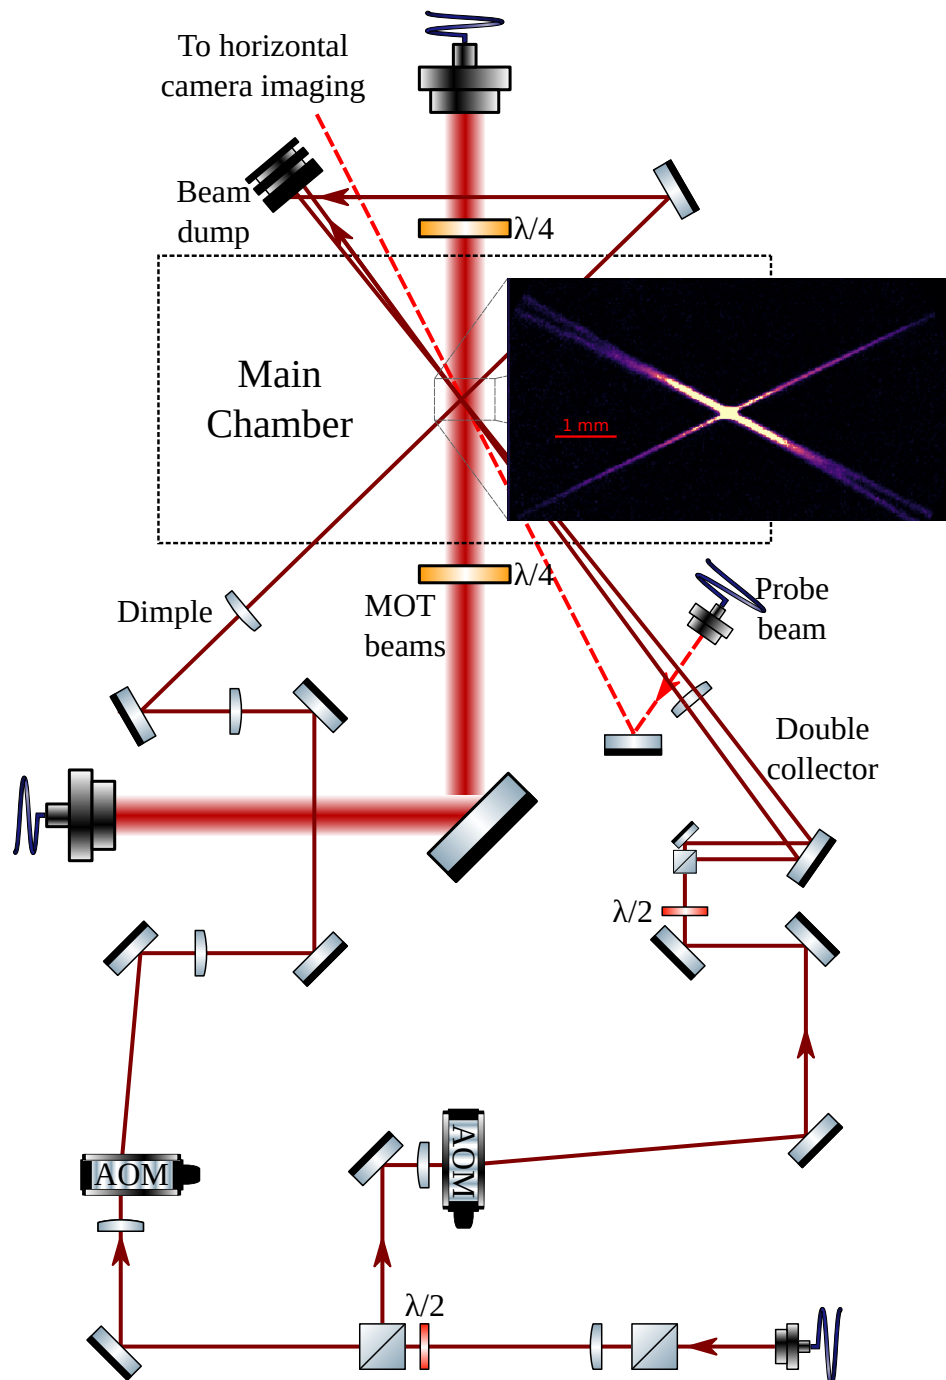 To horizontal
camera imaging
Beam
dump
λ/4
Main
Chamber
1 mm
λ/4
Dimple
MOT
beams
Probe
beam
Double
collector
λ/2
AOM
AOM
λ/2